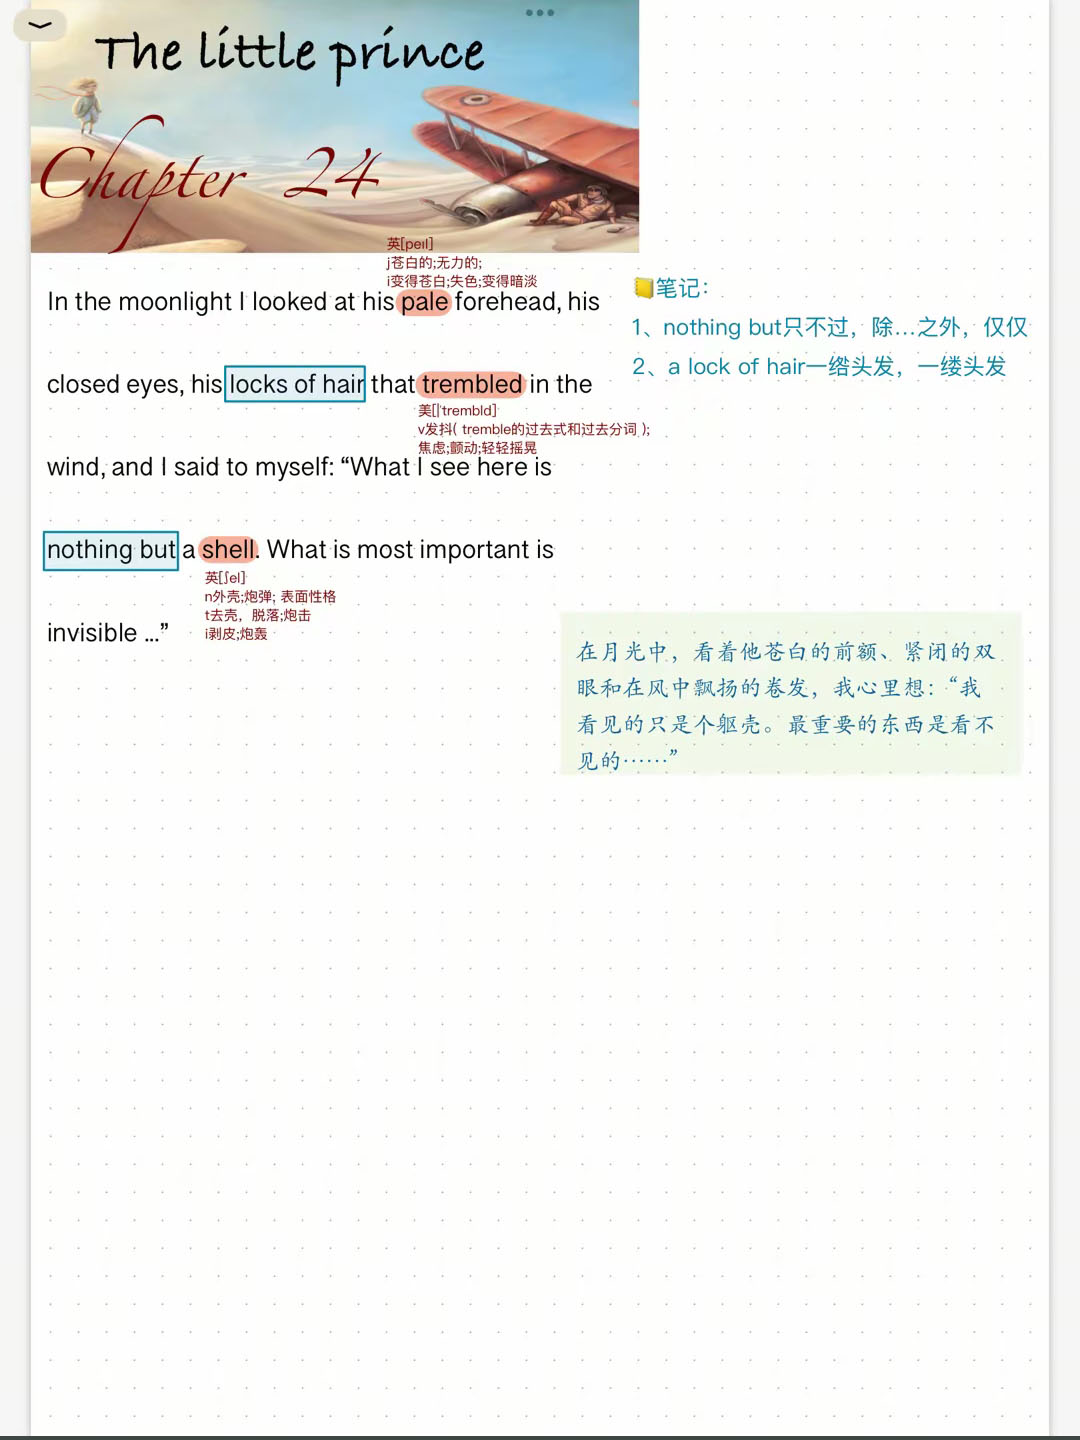 The little prince
Chapter 24
英[peɪl]
j苍白的;无力的;
i变得苍白;失色;变得暗淡
In the moonlight I looked at his pale forehead, his
closed eyes, his locks of hair that trembled in the
美[ˈtrembld]
v发抖( tremble的过去式和过去分词 );
焦虑;颤动;轻轻摇晃
wind, and I said to myself: “What I see here is
nothing but a shell. What is most important is
英[ʃel]
n外壳;炮弹; 表面性格
t去壳，脱落;炮击
i剥皮;炮轰
invisible ...”
笔记：
1、nothing but只不过，除…之外，仅仅
2、a lock of hair一绺头发，一缕头发
在月光中，看着他苍白的前额、紧闭的双
眼和在风中飘扬的卷发，我心里想：“我
看见的只是个躯壳。最重要的东西是看不
见的……”